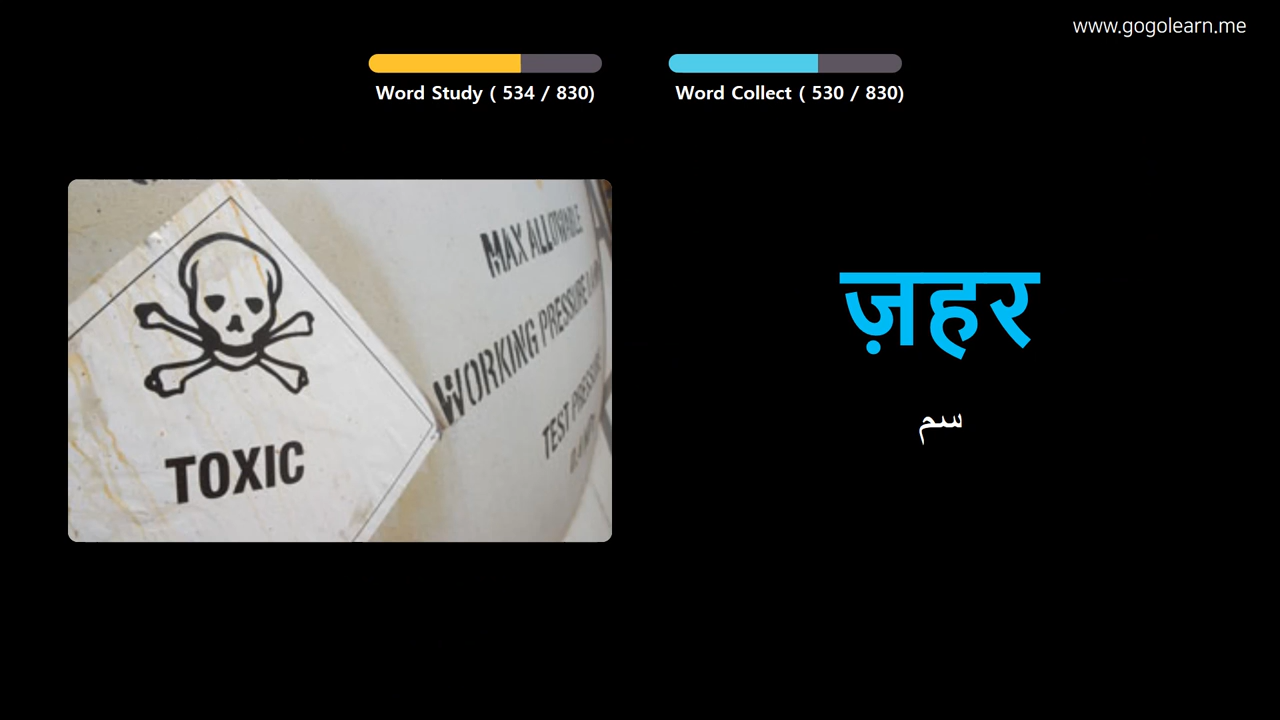 www.gogolearn.me
Word Study ( 534 / 830)
Word Collect ( 530 / 830)
MAX ALLOWABLE
WORKING PRESSURE
TEST PRESSURE
TOXIC
ज़हर
سم